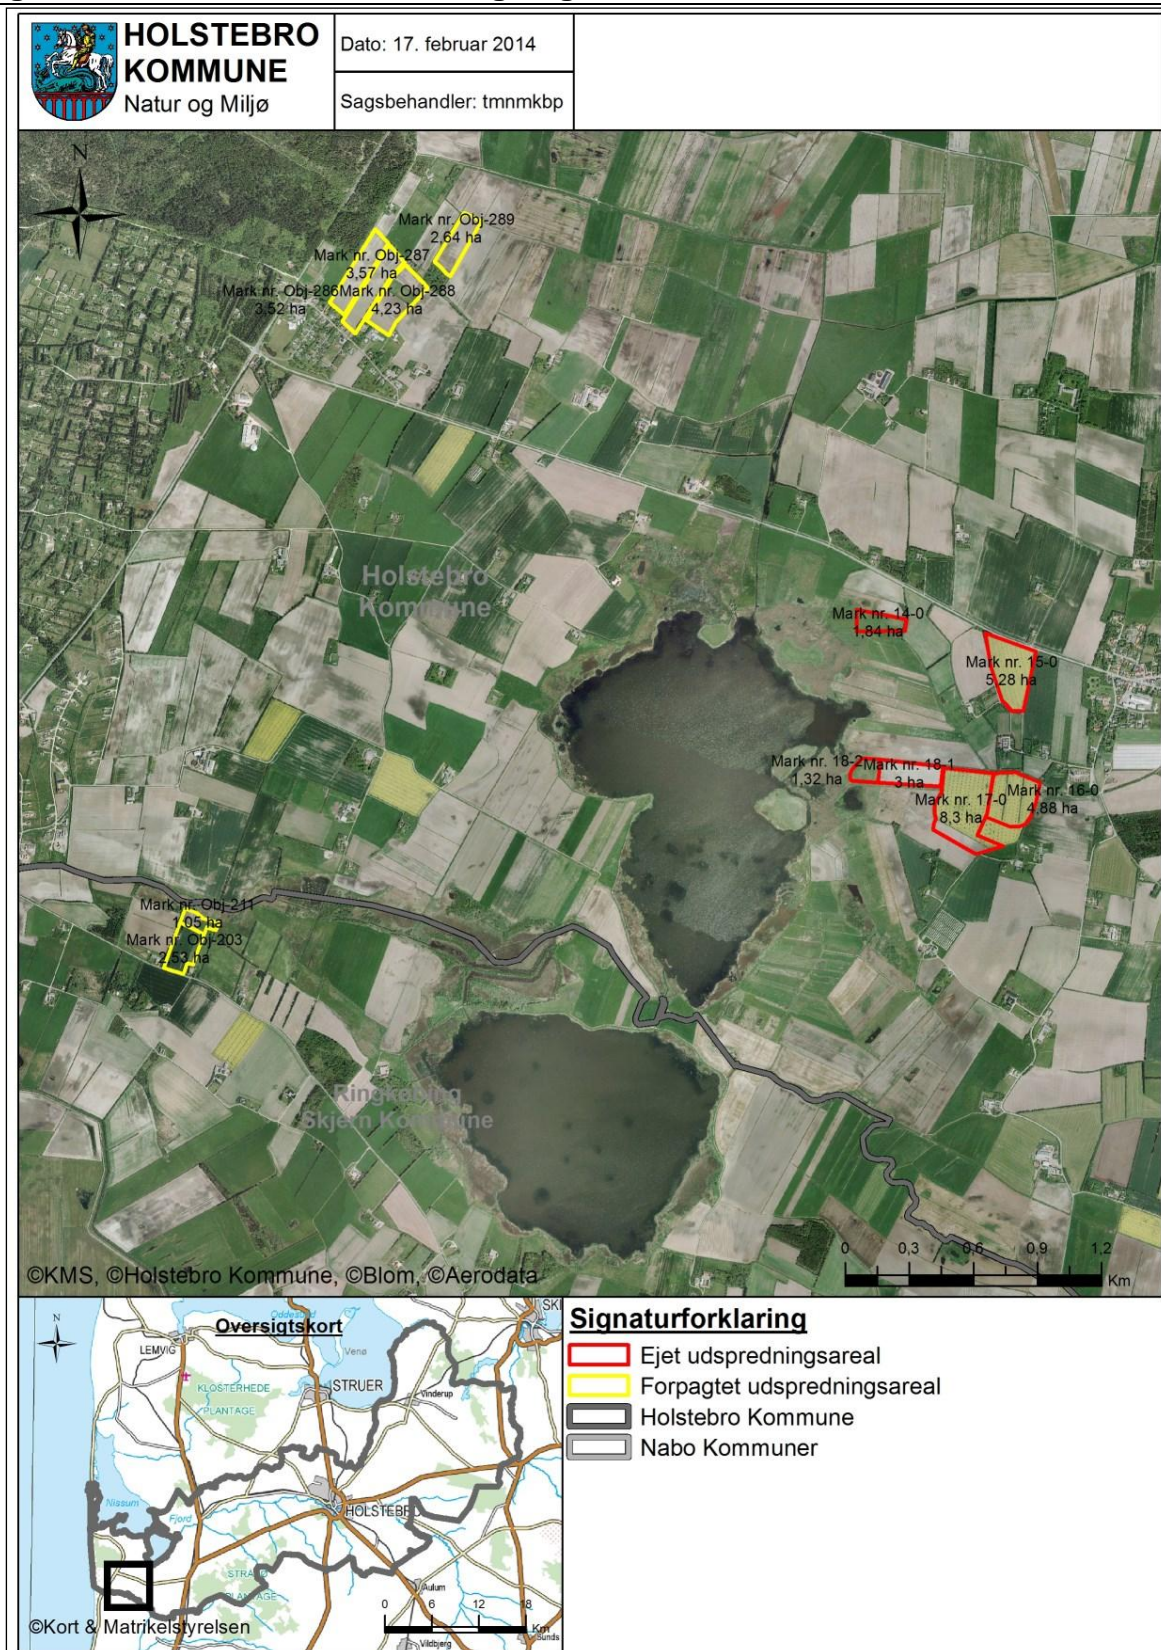 HOLSTEBRO
KOMMUNE
Natur og Miljø
Dato: 17. februar 2014
Sagsbehandler: tmnmkbp
N
Mark nr. Obj-289
2,64 ha
Mark nr. Obj-287
3,57 ha
Mark nr. Obj-286
3,52 ha
Mark nr. Obj-288
4,23 ha
Holstebro
Kommune
Mark nr. 14-0
1,84 ha
Mark nr. 15-0
5,28 ha
Mark nr. 18-2
1,32 ha
Mark nr. 18-1
3 ha
Mark nr. 17-0
8,3 ha
Mark nr. 16-0
4,88 ha
Mark nr. Obj-211
1,05 ha
Mark nr. Obj-203
2,53 ha
Ringkøbing
Skjern Kommune
0 0,3 0,6 0,9 1,2
Km
©KMS, ©Holstebro Kommune, ©Blom, ©Aerodata
N
Oversigtskort
Oddesund
LEMVIG
Venø
KLOSTERHEDE
PLANTAGE
STRUER
Vinderup
SKI
Nissum
Fjord
HOLSTEBRO
PLANTAGE
Aulum
Vildbjerg
Sunds
0 6 12 18
Km
©Kort & Matrikelstyrelsen
Signaturforklaring
Ejet udspredningsareal
Forpagtet udspredningsareal
Holstebro Kommune
Nabo Kommuner